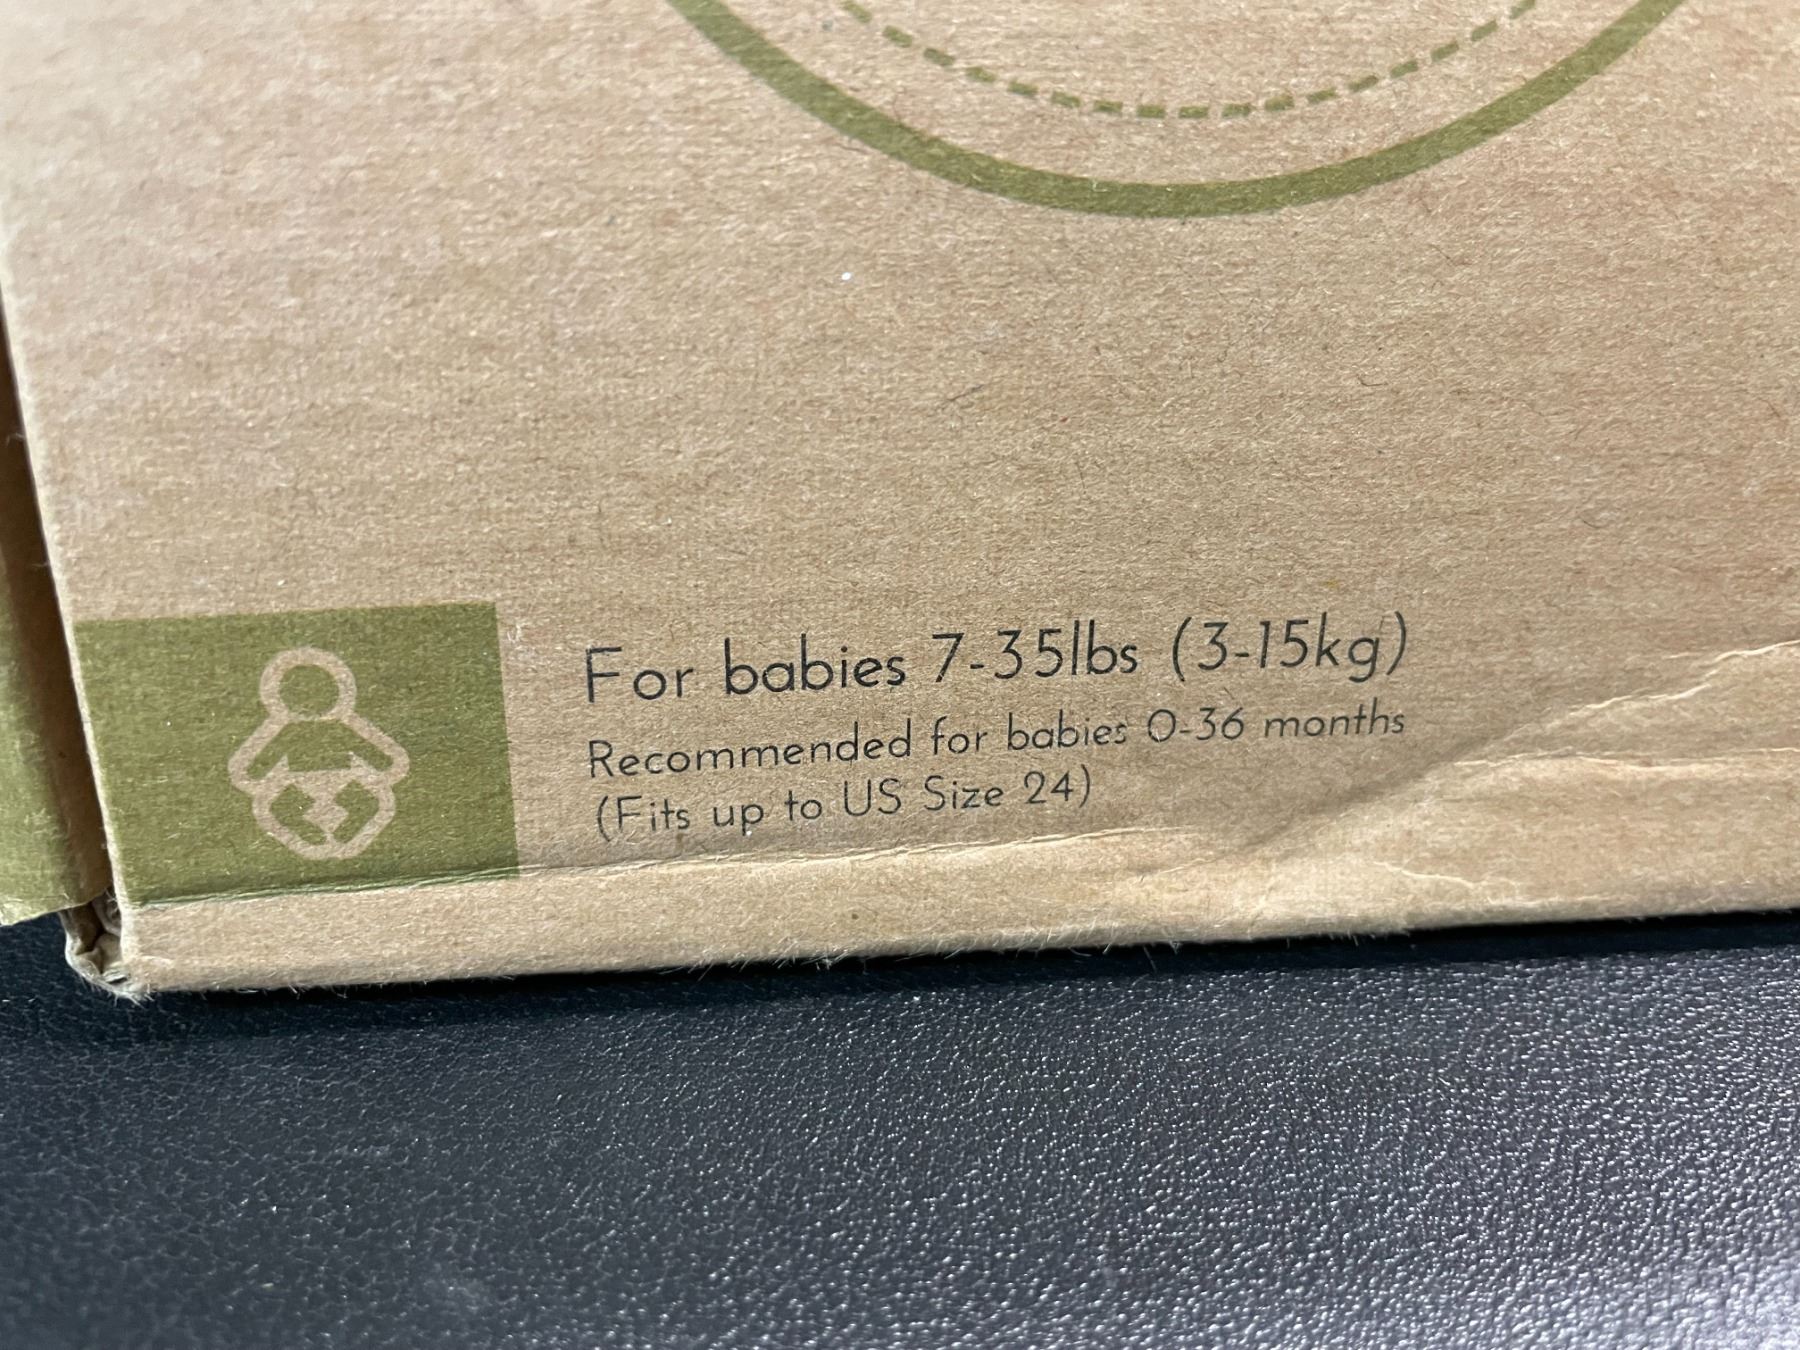 For babies 7-35lbs (3-15kg)
Recommended for babies 0-36 months
(Fits up to US Size 24)